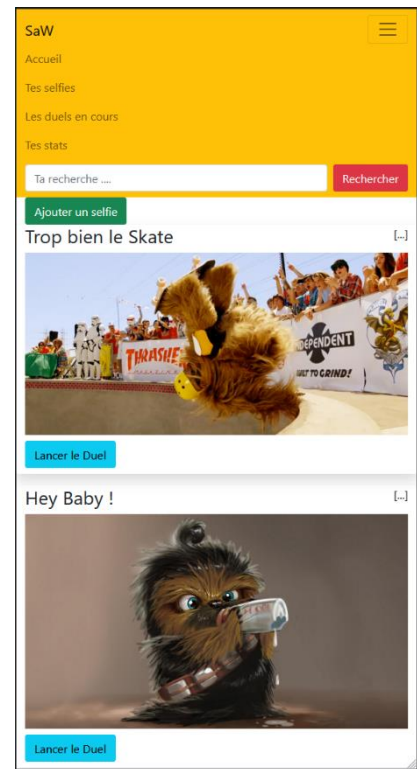 SaW
Accueil
Tes selfies
Les duels en cours
Tes stats
Ta recherche ....
Rechercher
Ajouter un selfie
Trop bien le Skate
[...]
THRASHER
MAGAZINE
INDEPENDENT
BUILT TO GRIND!
Lancer le Duel
Hey Baby !
[...]
Lancer le Duel